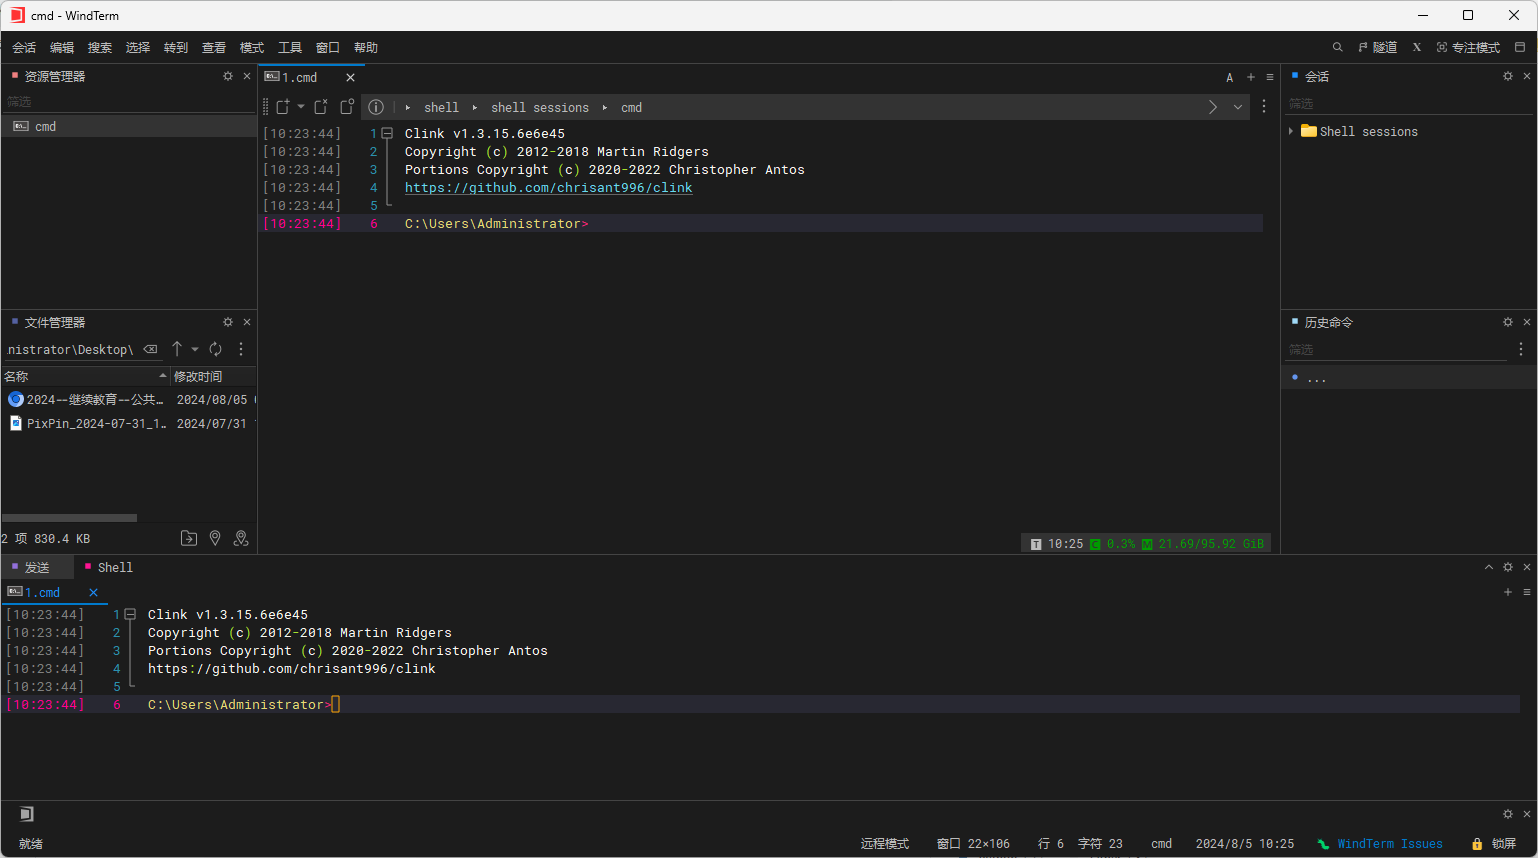 cmd - WindTerm
会话 编辑 搜索 选择 转到 查看 模式 工具 窗口 帮助 隧道 X 专注模式
资源管理器
筛选
cmd
1.cmd
A
shell shell sessions cmd
[10:23:44] 1 Clink v1.3.15.6e6e45
[10:23:44] 2 Copyright (c) 2012-2018 Martin Ridgers
[10:23:44] 3 Portions Copyright (c) 2020-2022 Christopher Antos
[10:23:44] 4 https://github.com/chrisant996/clink
[10:23:44] 5
[10:23:44] 6 C:\Users\Administrator>
T 10:25 C 0.3% M 21.69/95.92 GiB
会话
筛选
Shell sessions
文件管理器
nistrator\Desktop\
名称 修改时间
2024--继续教育--公共... 2024/08/05
PixPin_2024-07-31_1... 2024/07/31
2 项 830.4 KB
历史命令
筛选
...
发送 Shell
1.cmd
[10:23:44] 1 Clink v1.3.15.6e6e45
[10:23:44] 2 Copyright (c) 2012-2018 Martin Ridgers
[10:23:44] 3 Portions Copyright (c) 2020-2022 Christopher Antos
[10:23:44] 4 https://github.com/chrisant996/clink
[10:23:44] 5
[10:23:44] 6 C:\Users\Administrator>
就绪 远程模式 窗口 22×106 行 6 字符 23 cmd 2024/8/5 10:25 WindTerm Issues 锁屏